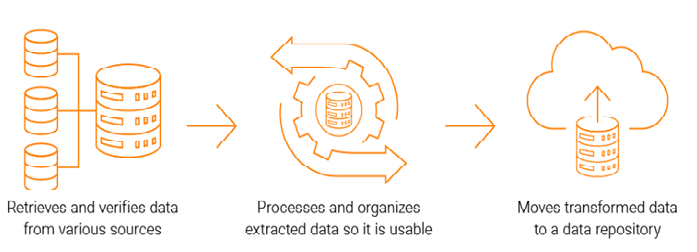 Retrieves and verifies data
from various sources
Processes and organizes
extracted data so it is usable
Moves transformed data
to a data repository